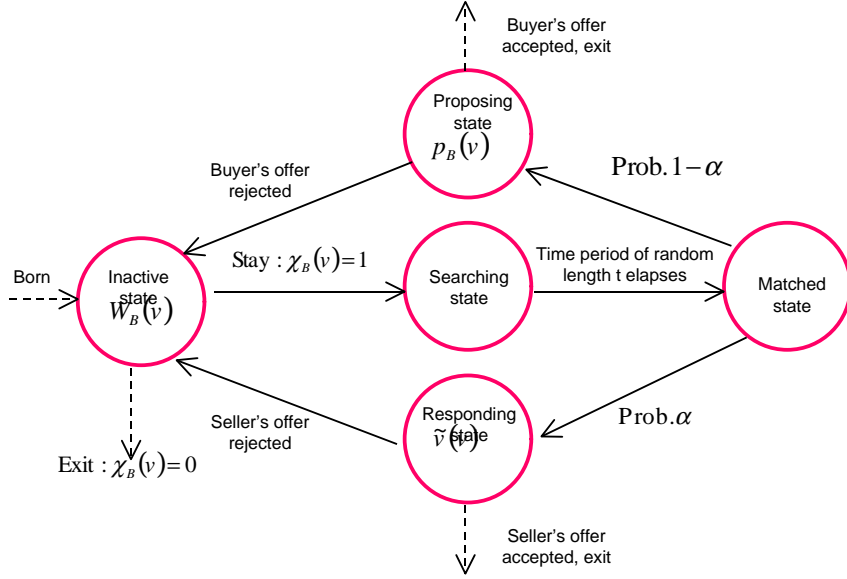 Buyer's offer
accepted, exit
Proposing
state
p_B(v)
Prob.1−α
Buyer's offer
rejected
Born
Inactive
state
W_B(v)
Stay : χ_B(v)=1
Searching
state
Time period of random
length t elapses
Matched
state
Seller's offer
rejected
Responding
state
ṽ(v)
Prob.α
Exit : χ_B(v)=0
Seller's offer
accepted, exit